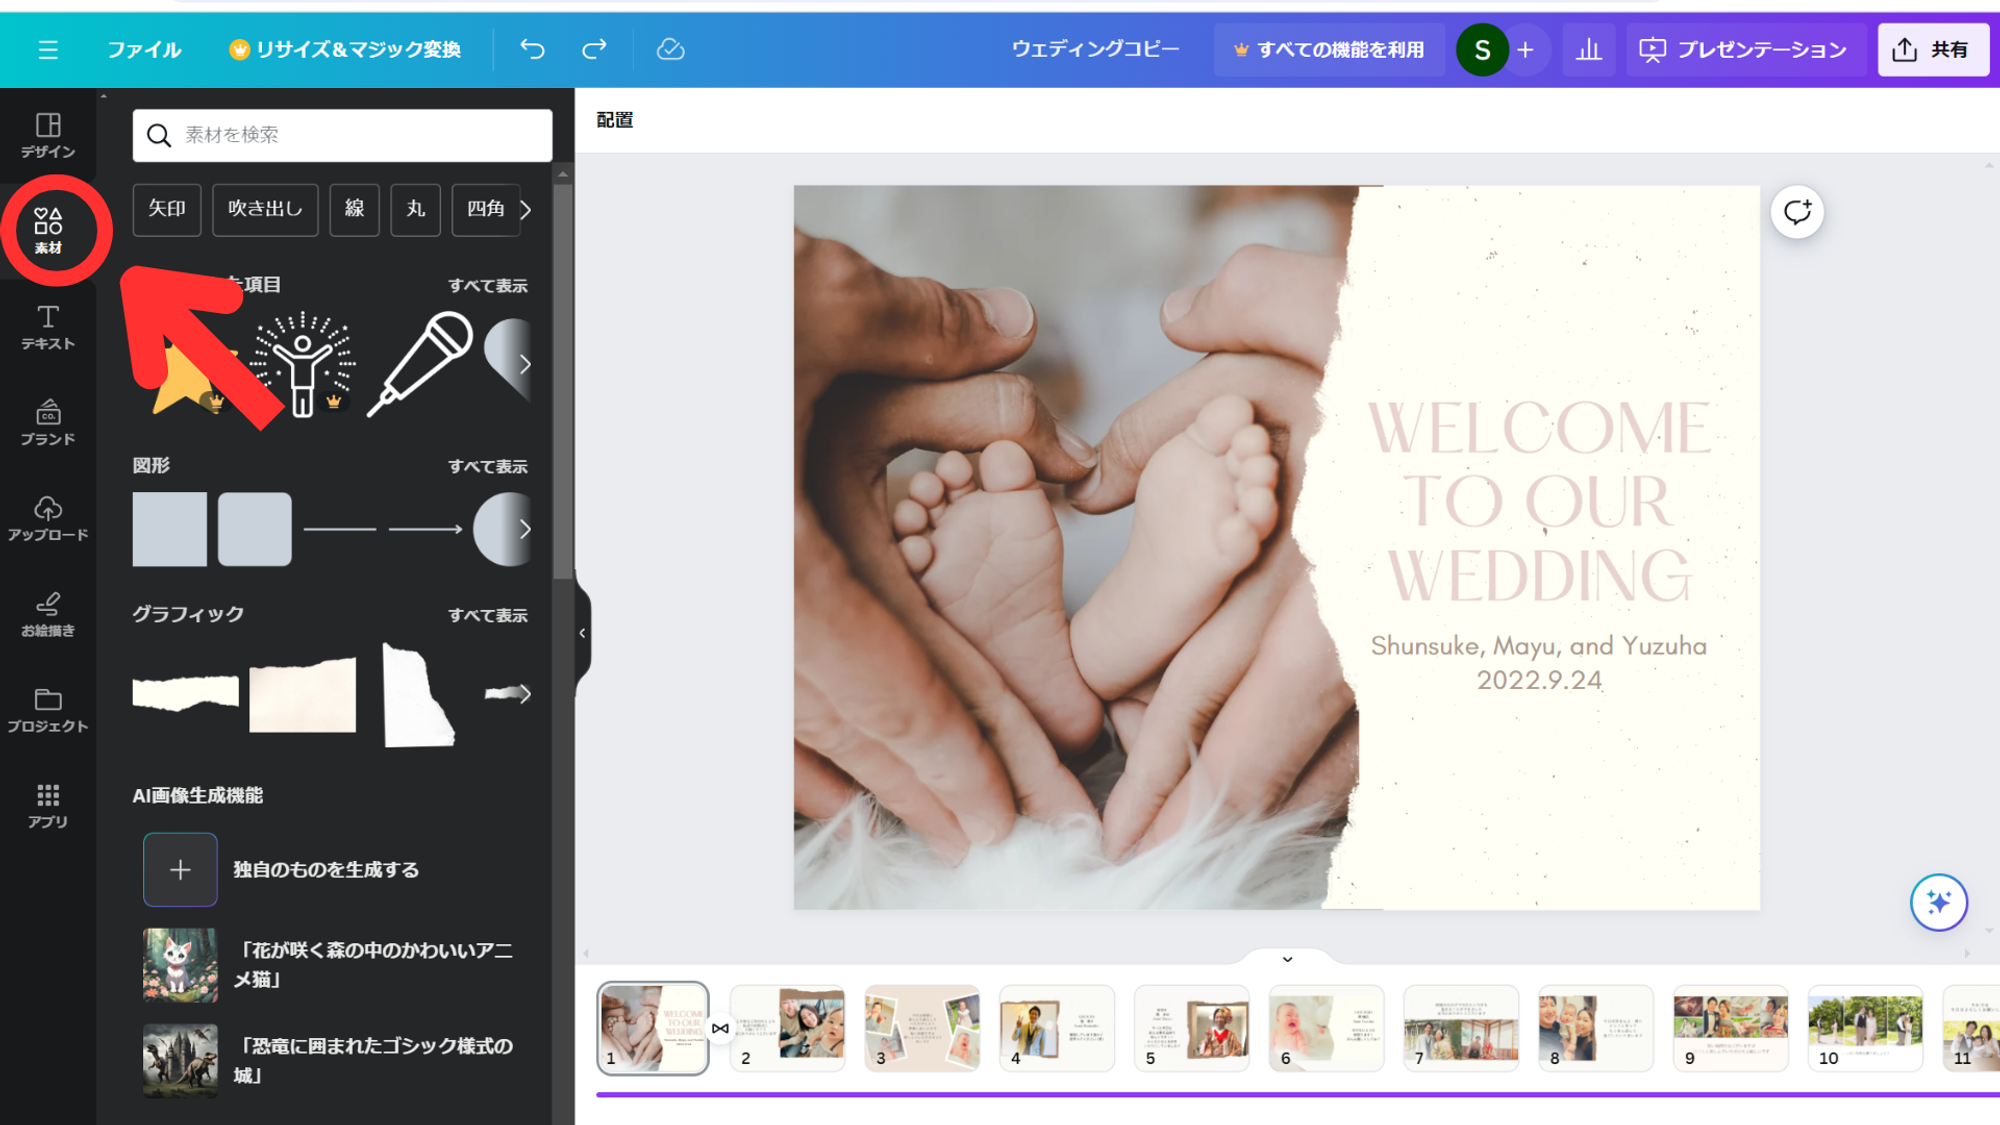 ファイル
リサイズ&マジック変換
ウェディングコピー
すべての機能を利用
S
プレゼンテーション
共有
デザイン
素材
テキスト
CO.
ブランド
アップロード
お絵描き
プロジェクト
アプリ
素材を検索
矢印
吹き出し
線
丸
四角
た項目
すべて表示
図形
すべて表示
グラフィック
すべて表示
AI画像生成機能
独自のものを生成する
「花が咲く森の中のかわいいアニ
メ猫」
「恐竜に囲まれたゴシック様式の
城」
配置
WELCOME
TO OUR
WEDDING
Shunsuke, Mayu, and Yuzuha
2022.9.24
WELCOME
TO OUR
WEDDING
1
2
3
4
5
6
7
8
9
10
11